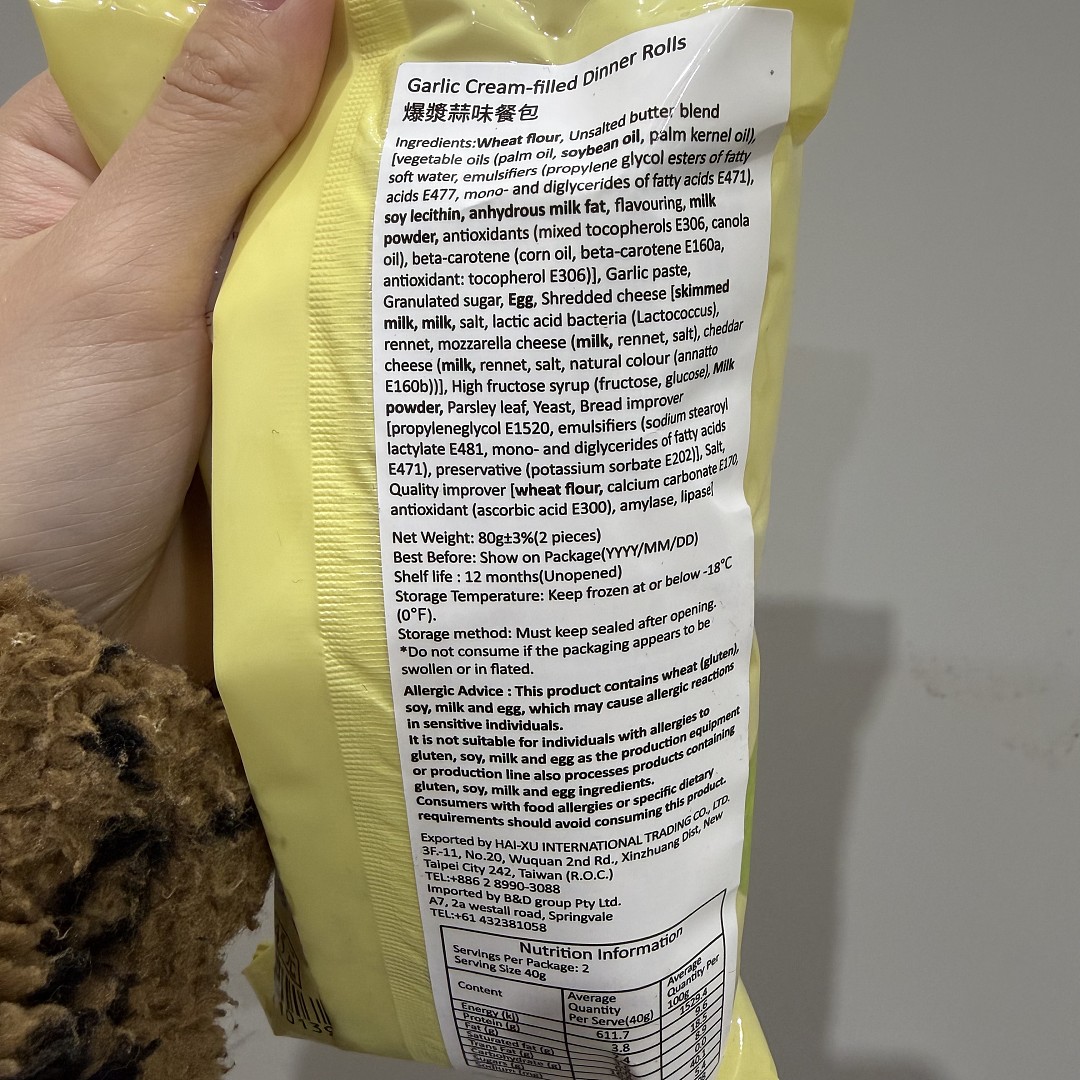 Garlic Cream-filled Dinner Rolls
爆漿蒜味餐包
Ingredients:Wheat flour, Unsalted butter blend
[vegetable oils (palm oil, soybean oil, palm kernel oil),
soft water, emulsifiers (propylene glycol esters of fatty
acids E477, mono- and diglycerides of fatty acids E471),
soy lecithin, anhydrous milk fat, flavouring, milk
powder, antioxidants (mixed tocopherols E306, canola
oil), beta-carotene (corn oil, beta-carotene E160a,
antioxidant: tocopherol E306)], Garlic paste,
Granulated sugar, Egg, Shredded cheese [skimmed
milk, milk, salt, lactic acid bacteria (Lactococcus),
rennet, mozzarella cheese (milk, rennet, salt), cheddar
cheese (milk, rennet, salt, natural colour (annatto
E160b))], High fructose syrup (fructose, glucose), Milk
powder, Parsley leaf, Yeast, Bread improver
[propyleneglycol E1520, emulsifiers (sodium stearoyl
lactylate E481, mono- and diglycerides of fatty acids
E471), preservative (potassium sorbate E202)], Salt,
Quality improver [wheat flour, calcium carbonate E170,
antioxidant (ascorbic acid E300), amylase, lipase]
Net Weight: 80g±3%(2 pieces)
Best Before: Show on Package(YYYY/MM/DD)
Shelf life : 12 months(Unopened)
Storage Temperature: Keep frozen at or below -18°C
(0°F).
Storage method: Must keep sealed after opening.
*Do not consume if the packaging appears to be
swollen or in flated.
Allergic Advice : This product contains wheat (gluten),
soy, milk and egg, which may cause allergic reactions
in sensitive individuals.
It is not suitable for individuals with allergies to
gluten, soy, milk and egg as the production equipment
or production line also processes products containing
gluten, soy, milk and egg ingredients.
Consumers with food allergies or specific dietary
requirements should avoid consuming this product.
Exported by HAI-XU INTERNATIONAL TRADING CO., LTD.
3F.-11, No.20, Wuquan 2nd Rd., Xinzhuang Dist, New
Taipei City 242, Taiwan (R.O.C.)
TEL:+886 2 8990-3088
Imported by B&D group Pty Ltd.
A7, 2a westall road, Springvale
TEL:+61 432381058
Nutrition Information
Servings Per Package: 2
Serving Size 40g
Content
Average
Quantity
Per Serve(40g)
Average
Quantity Per
100g
Energy (kj) 611.7 1529.4
Protein (g) 3.8
Fat (g)
Saturated fat (g)
Trans Fat (g)
Carbohydrate (g)
Sugars (g)
Sodium (mg)